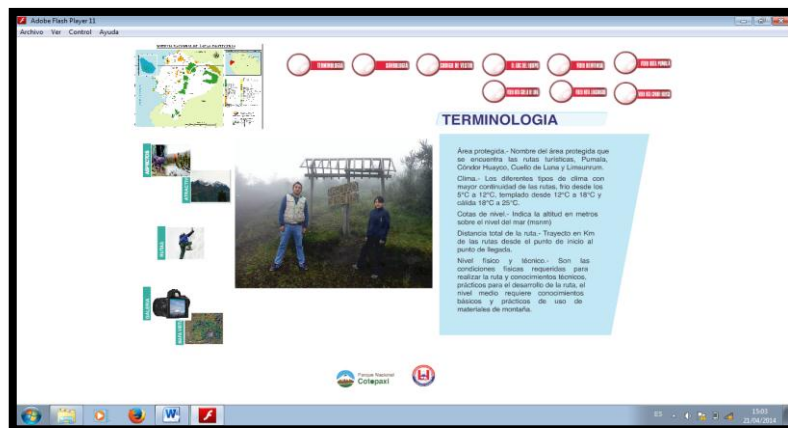 Adobe Flash Player 11
Archivo Ver Control Ayuda
TERMINOLOGIA
TERMINOLOGIA
Área protegida.- Nombre del área protegida que
se encuentra las rutas turísticas, Pumala,
Cóndor Huayco, Cuello de Luna y Limsunrum.
Clima.- Los diferentes tipos de clima con
mayor continuidad de las rutas, frio desde los
5°C a 12°C, templado desde 12°C a 18°C y
cálida 18°C a 25°C.
Cotas de nivel.- Indica la altitud en metros
sobre el nivel del mar (msnm)
Distancia total de la ruta.- Trayecto en Km
de las rutas desde el punto de inicio al
punto de llegada.
Nivel físico y técnico.- Son las
condiciones físicas requeridas para
realizar la ruta y conocimientos técnicos,
prácticos para el desarrollo de la ruta, el
nivel medio requiere conocimientos
básicos y prácticos de uso de
materiales de montaña.
RUTAS
GALERIA
Parque Nacional
Cotopaxi
ES
15:03
21/04/2014